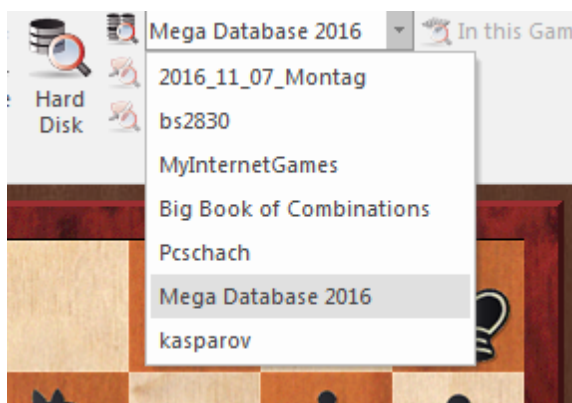 Mega Database 2016
In this Gam
Hard
Disk
2016_11_07_Montag
bs2830
MyInternetGames
Big Book of Combinations
Pcschach
Mega Database 2016
kasparov